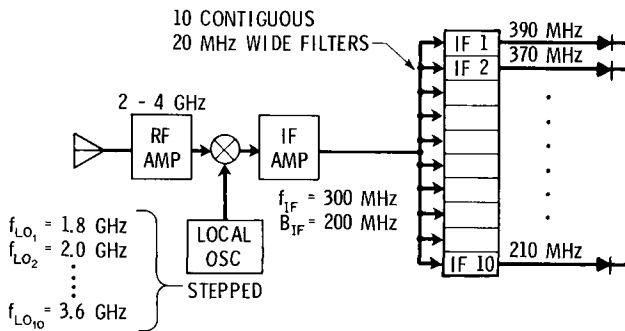 10 CONTIGUOUS
20 MHz WIDE FILTERS
IF 1
390 MHz
IF 2
370 MHz
2 - 4 GHz
RF
AMP
IF
AMP
f_IF = 300 MHz
B_IF = 200 MHz
LOCAL
OSC
f_LO₁ = 1.8 GHz
f_LO₂ = 2.0 GHz
f_LO₁₀ = 3.6 GHz
STEPPED
IF 10
210 MHz